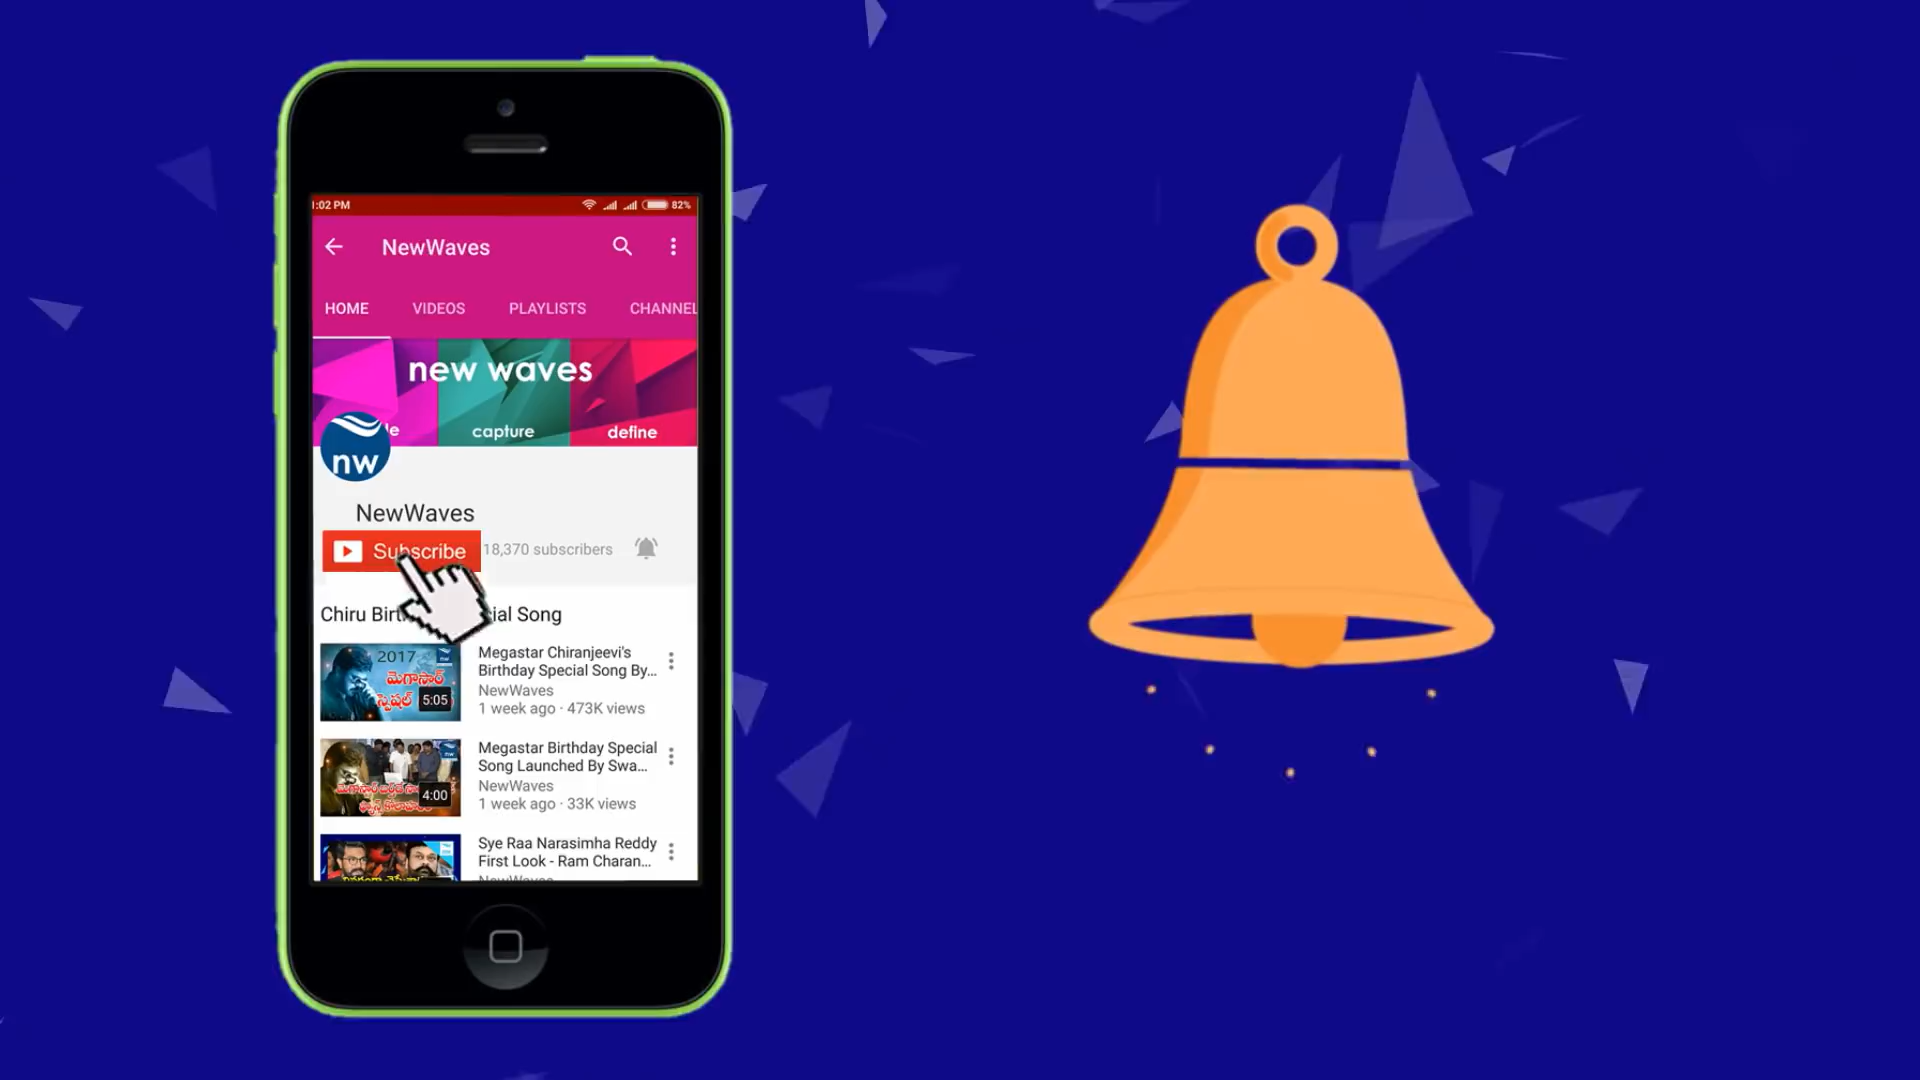 1:02 PM
82%
NewWaves
HOME VIDEOS PLAYLISTS CHANNEL
new waves
capture
define
nw
NewWaves
Subscribe
18,370 subscribers
Song
2017
మెగాస్టార్
స్పెషల్
5:05
Megastar Chiranjeevi's
Birthday Special Song By...
NewWaves
1 week ago · 473K views
4:00
Megastar Birthday Special
Song Launched By Swa...
NewWaves
1 week ago · 33K views
Sye Raa Narasimha Reddy
First Look - Ram Charan...
NewWaves